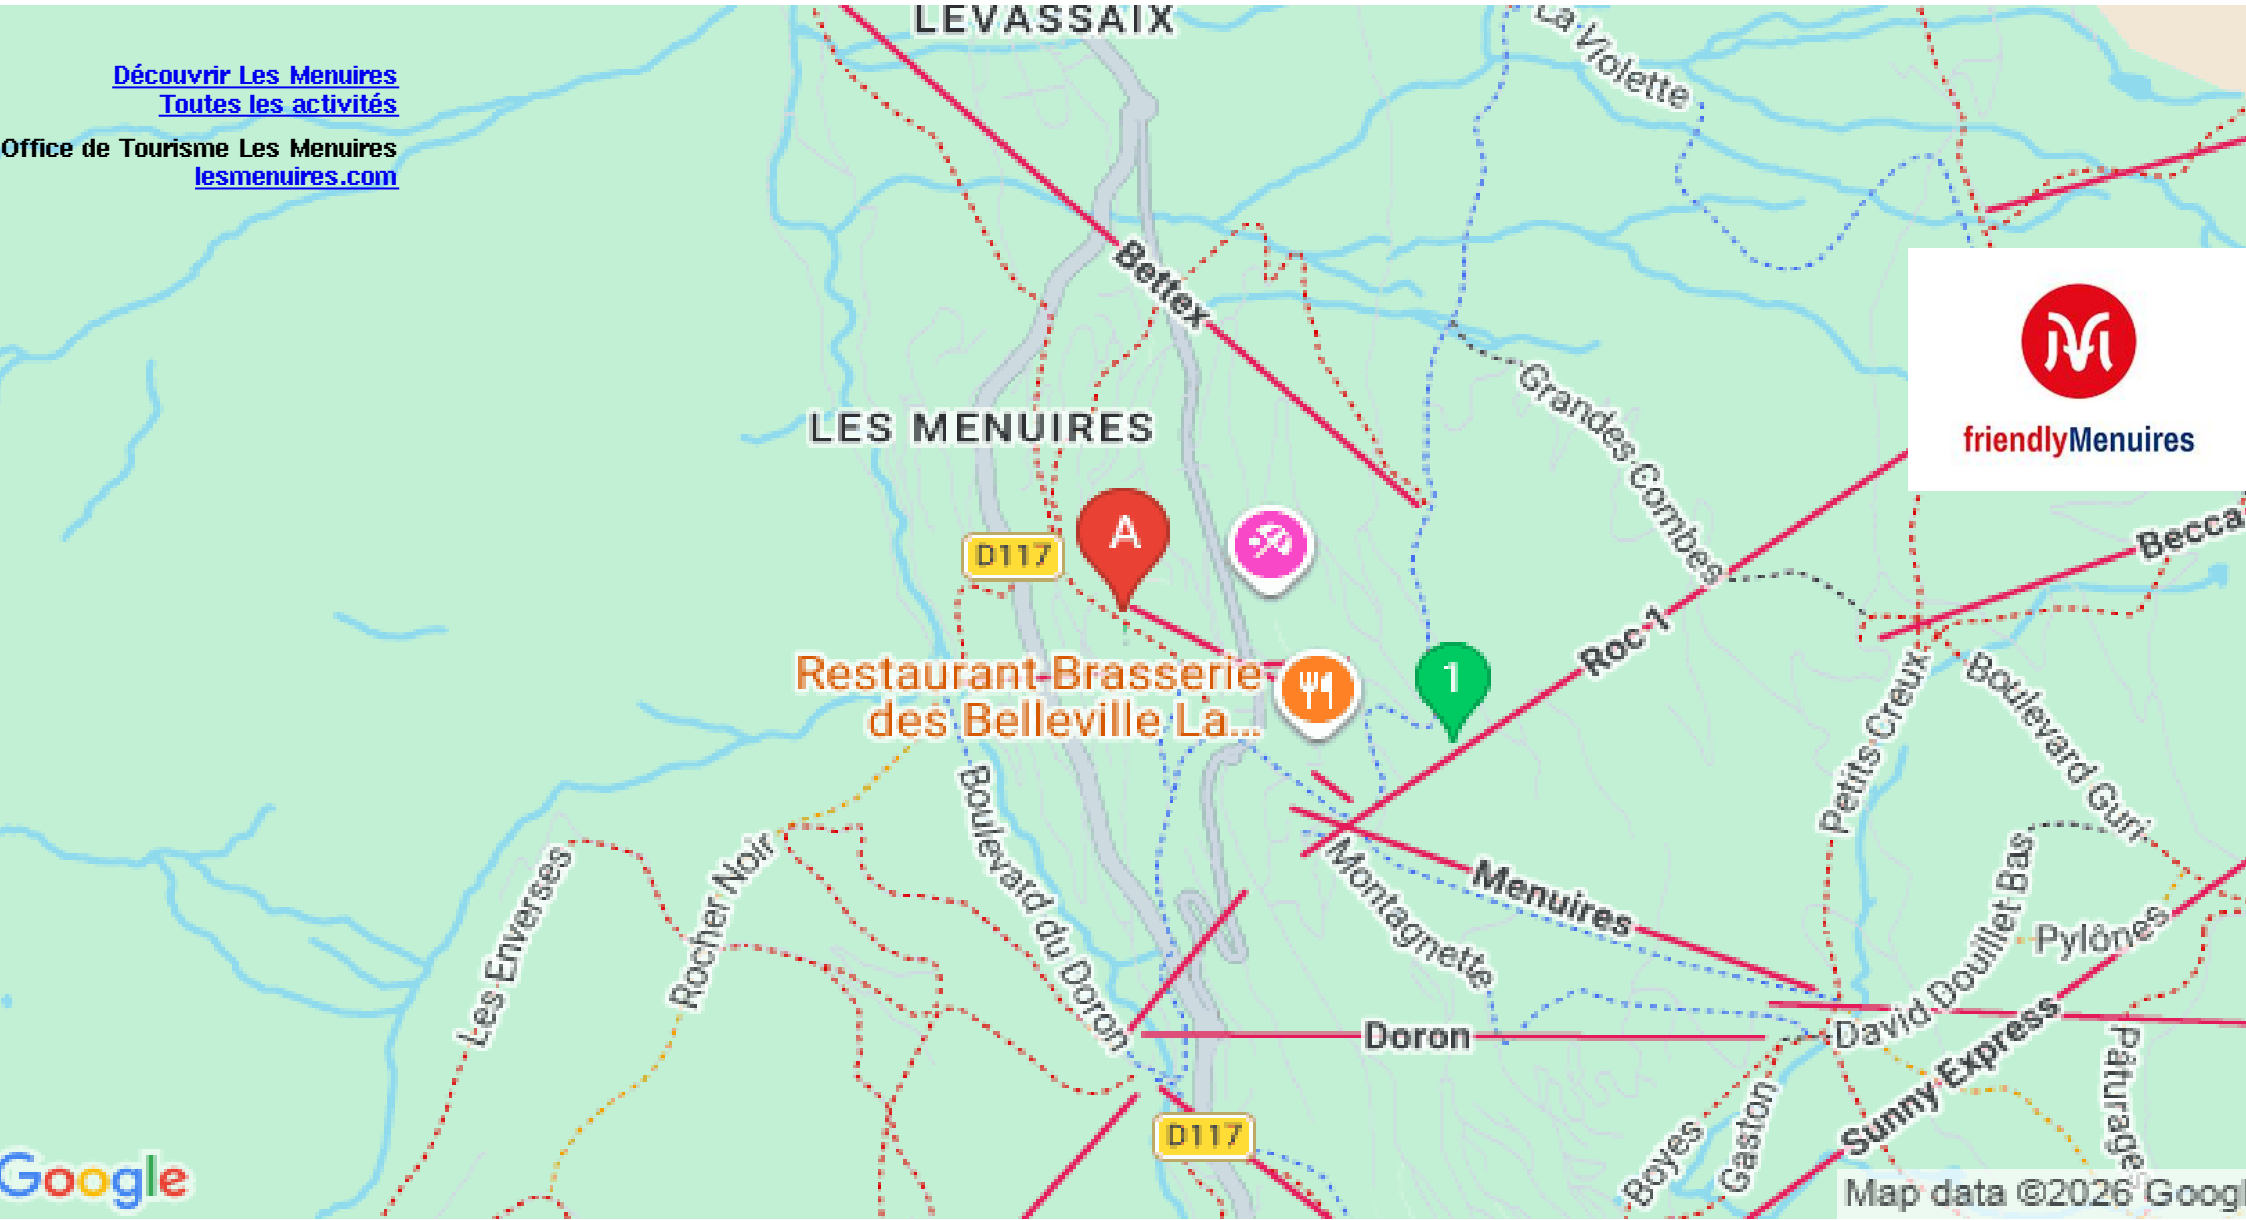 LEVASSAIX
La Violette
Découvrir Les Menuires
Toutes les activités
Office de Tourisme Les Menuires
lesmenuires.com
Bettex
friendlyMenuires
Grandes Combes
LES MENUIRES
Becca
D117
A
Roc 1
1
Restaurant Brasserie
des Belleville La...
Petits Creux
Boulevard Guri
Boulevard du Doron
Rocher Noir
Les Enverses
Montagnette
Menuires
David Douillet Bas
Pylônes
Doron
Sunny Express
Pâturage
Boyes
Gaston
D117
Google
Map data ©2026 Googl